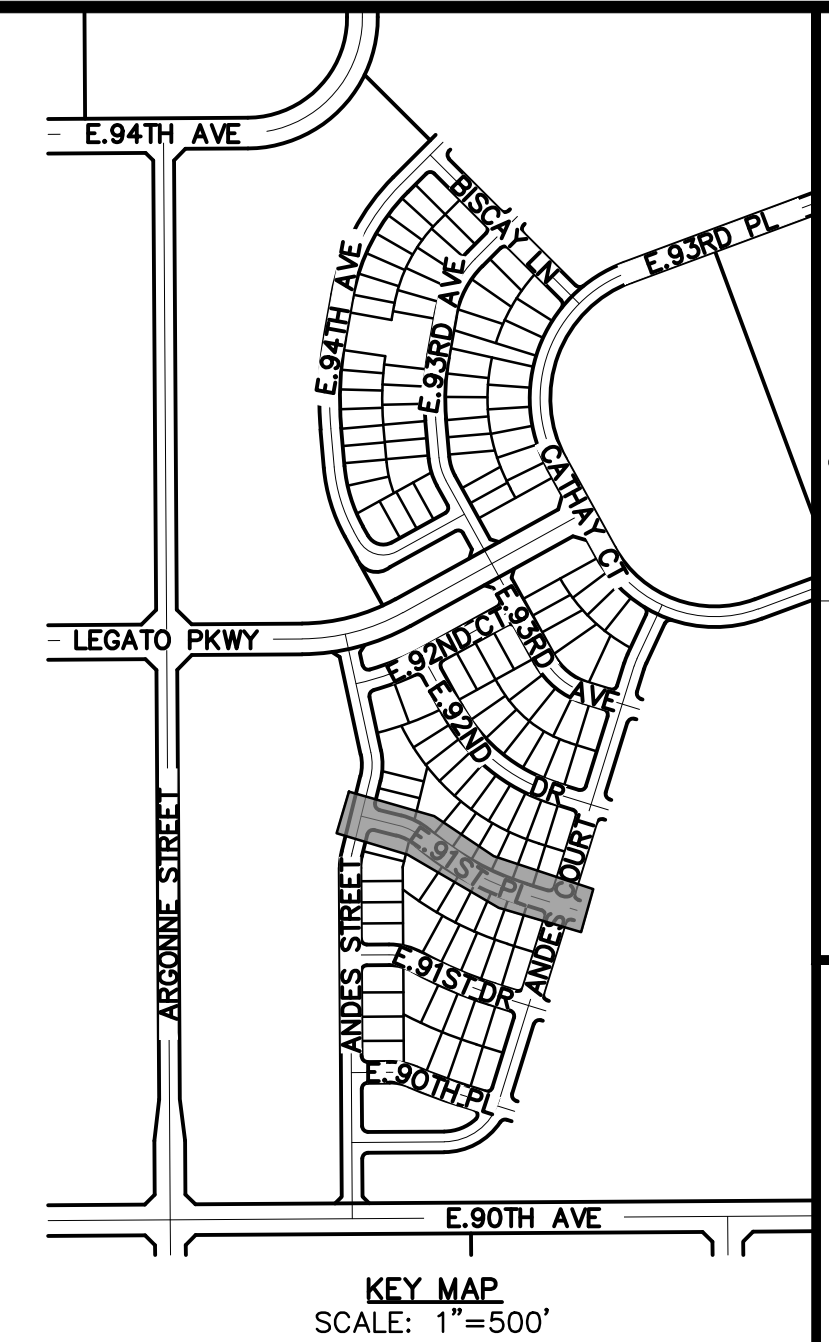 E.94TH AVE
BISCAY LN
E.93RD PL
E.94TH AVE
E.93RD AVE
CATHAY CT
LEGATO PKWY
E.92ND CT
E.93RD AVE
E.92ND DR
ARGONNE STREET
E.91ST PL
ANDES COURT
ANDES STREET
E.91ST DR
E.90TH PL
E.90TH AVE
KEY MAP
SCALE: 1"=500'